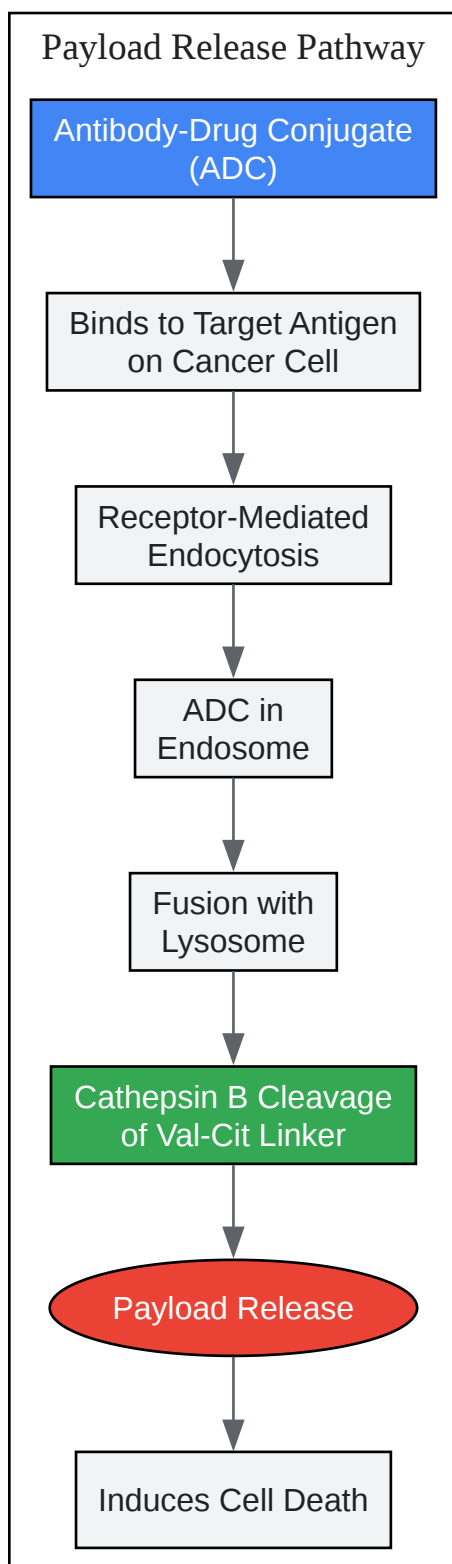 Payload Release Pathway
Antibody-Drug Conjugate
(ADC)
Binds to Target Antigen
on Cancer Cell
Receptor-Mediated
Endocytosis
ADC in
Endosome
Fusion with
Lysosome
Cathepsin B Cleavage
of Val-Cit Linker
Payload Release
Induces Cell Death